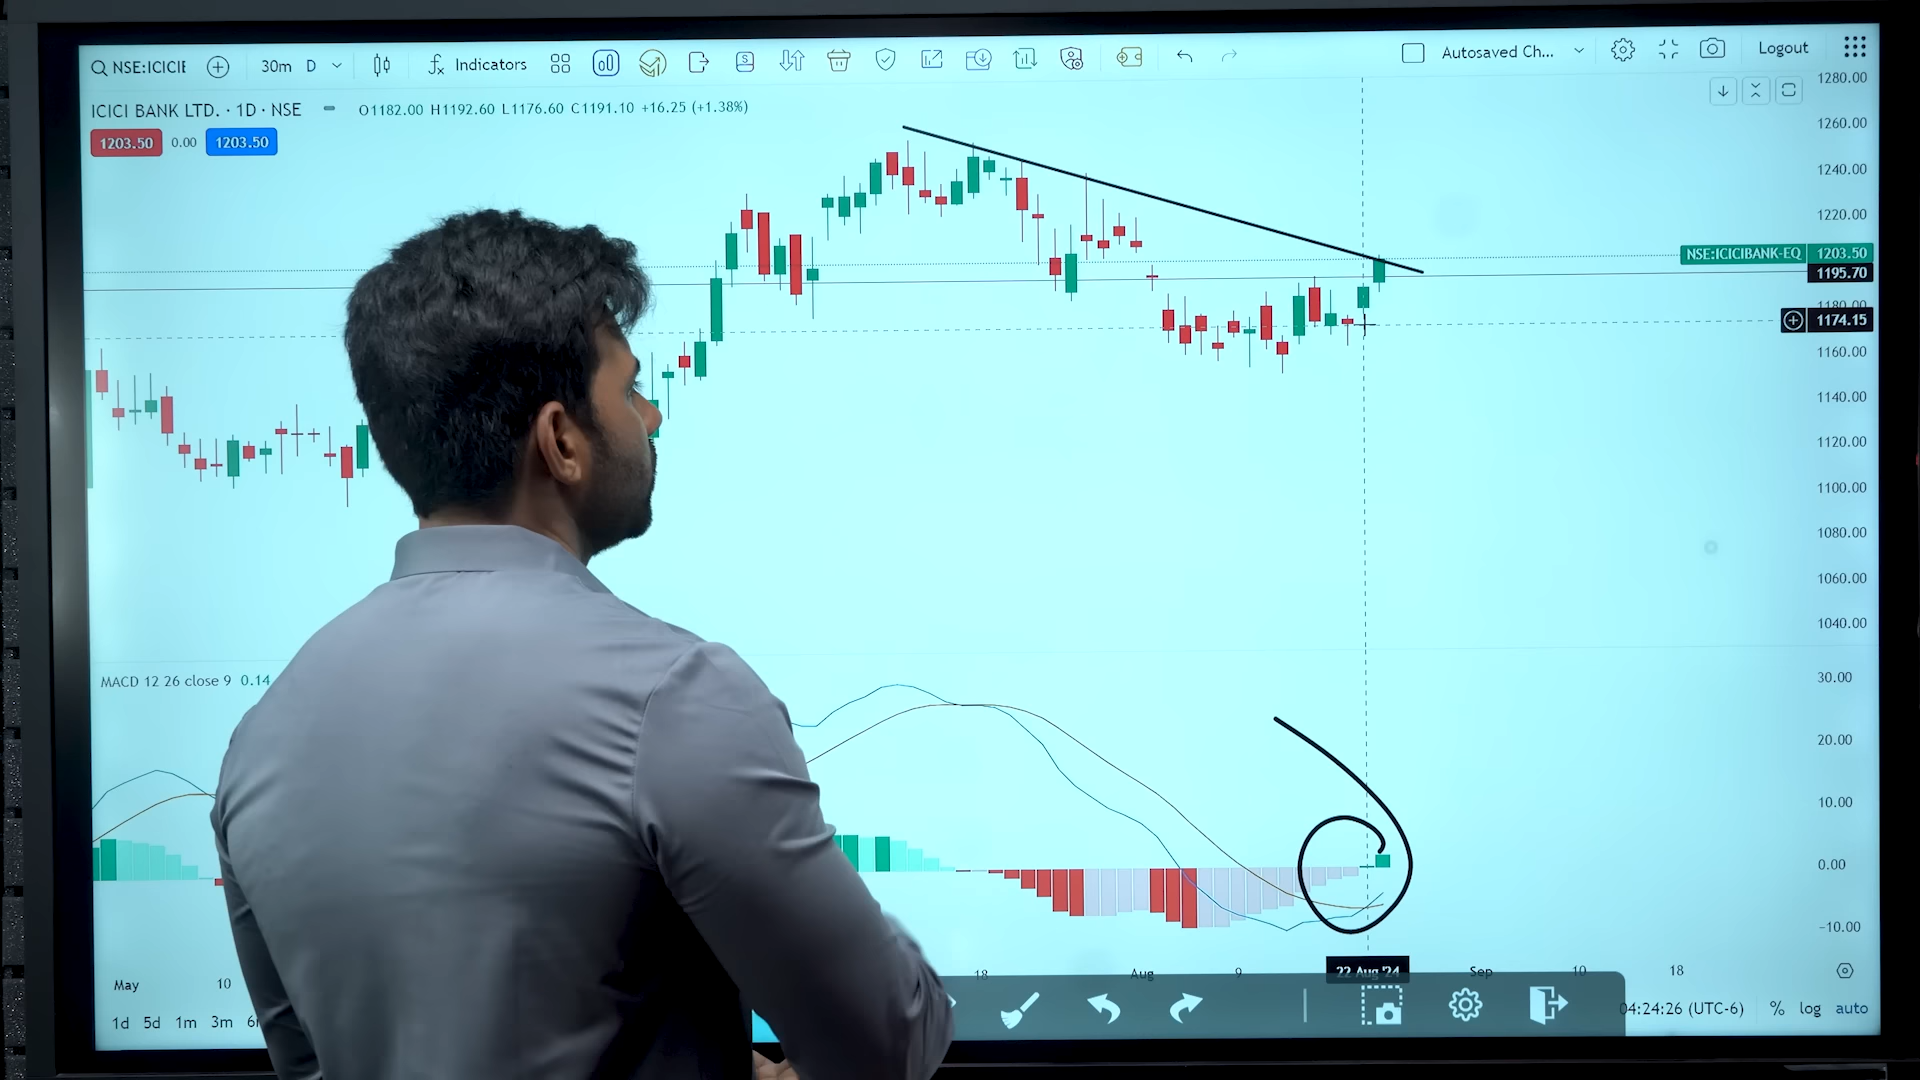 NSE:ICICIE 30m D Indicators Autosaved Ch... Logout
ICICI BANK LTD. · 1D · NSE O1182.00 H1192.60 L1176.60 C1191.10 +16.25 (+1.38%)
1203.50 0.00 1203.50
1280.00
1260.00
1240.00
1220.00
NSE:ICICIBANK-EQ 1203.50
1195.70
1180.00
1174.15
1160.00
1140.00
1120.00
1100.00
1080.00
1060.00
1040.00
MACD 12 26 close 9 0.14
30.00
20.00
10.00
0.00
−10.00
May 10 18 Aug 9 22 Aug '24 Sep 10 18
1d 5d 1m 3m 04:24:26 (UTC-6) % log auto